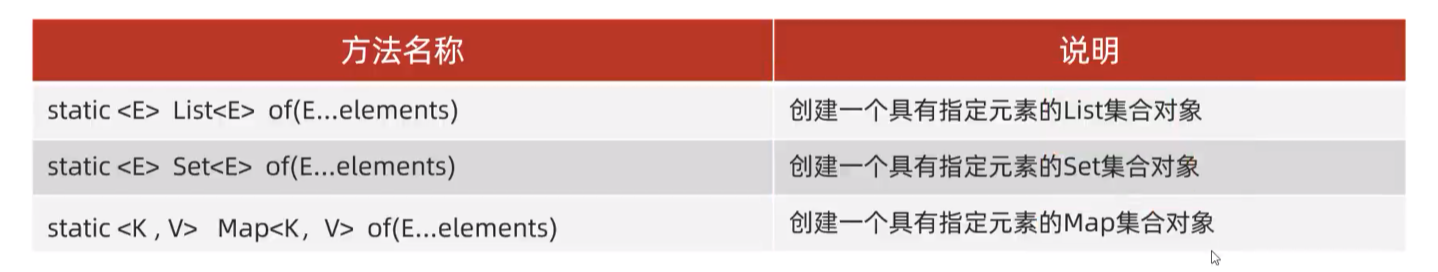 方法名称 说明
static <E> List<E> of(E...elements) 创建一个具有指定元素的List集合对象
static <E> Set<E> of(E...elements) 创建一个具有指定元素的Set集合对象
static <K , V> Map<K，V> of(E...elements) 创建一个具有指定元素的Map集合对象